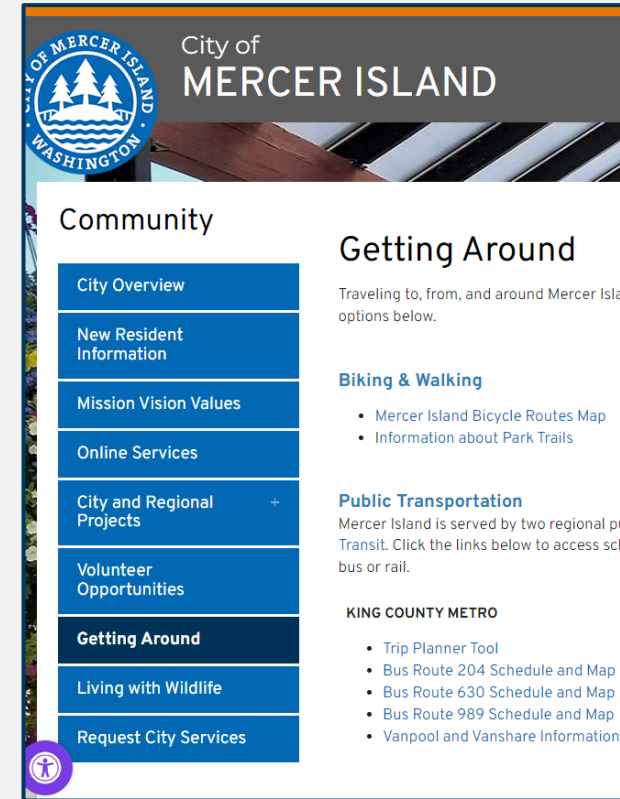 CITY OF MERCER ISLAND
WASHINGTON
City of
MERCER ISLAND
Community
City Overview
New Resident
Information
Mission Vision Values
Online Services
City and Regional +
Projects
Volunteer
Opportunities
Getting Around
Living with Wildlife
Request City Services
Getting Around
Traveling to, from, and around Mercer
options below.
Biking & Walking
• Mercer Island Bicycle Routes Map
• Information about Park Trails
Public Transportation
Mercer Island is served by two regional
Transit. Click the links below to access
bus or rail.
KING COUNTY METRO
• Trip Planner Tool
• Bus Route 204 Schedule and Map
• Bus Route 630 Schedule and Map
• Bus Route 989 Schedule and Map
• Vanpool and Vanshare Information